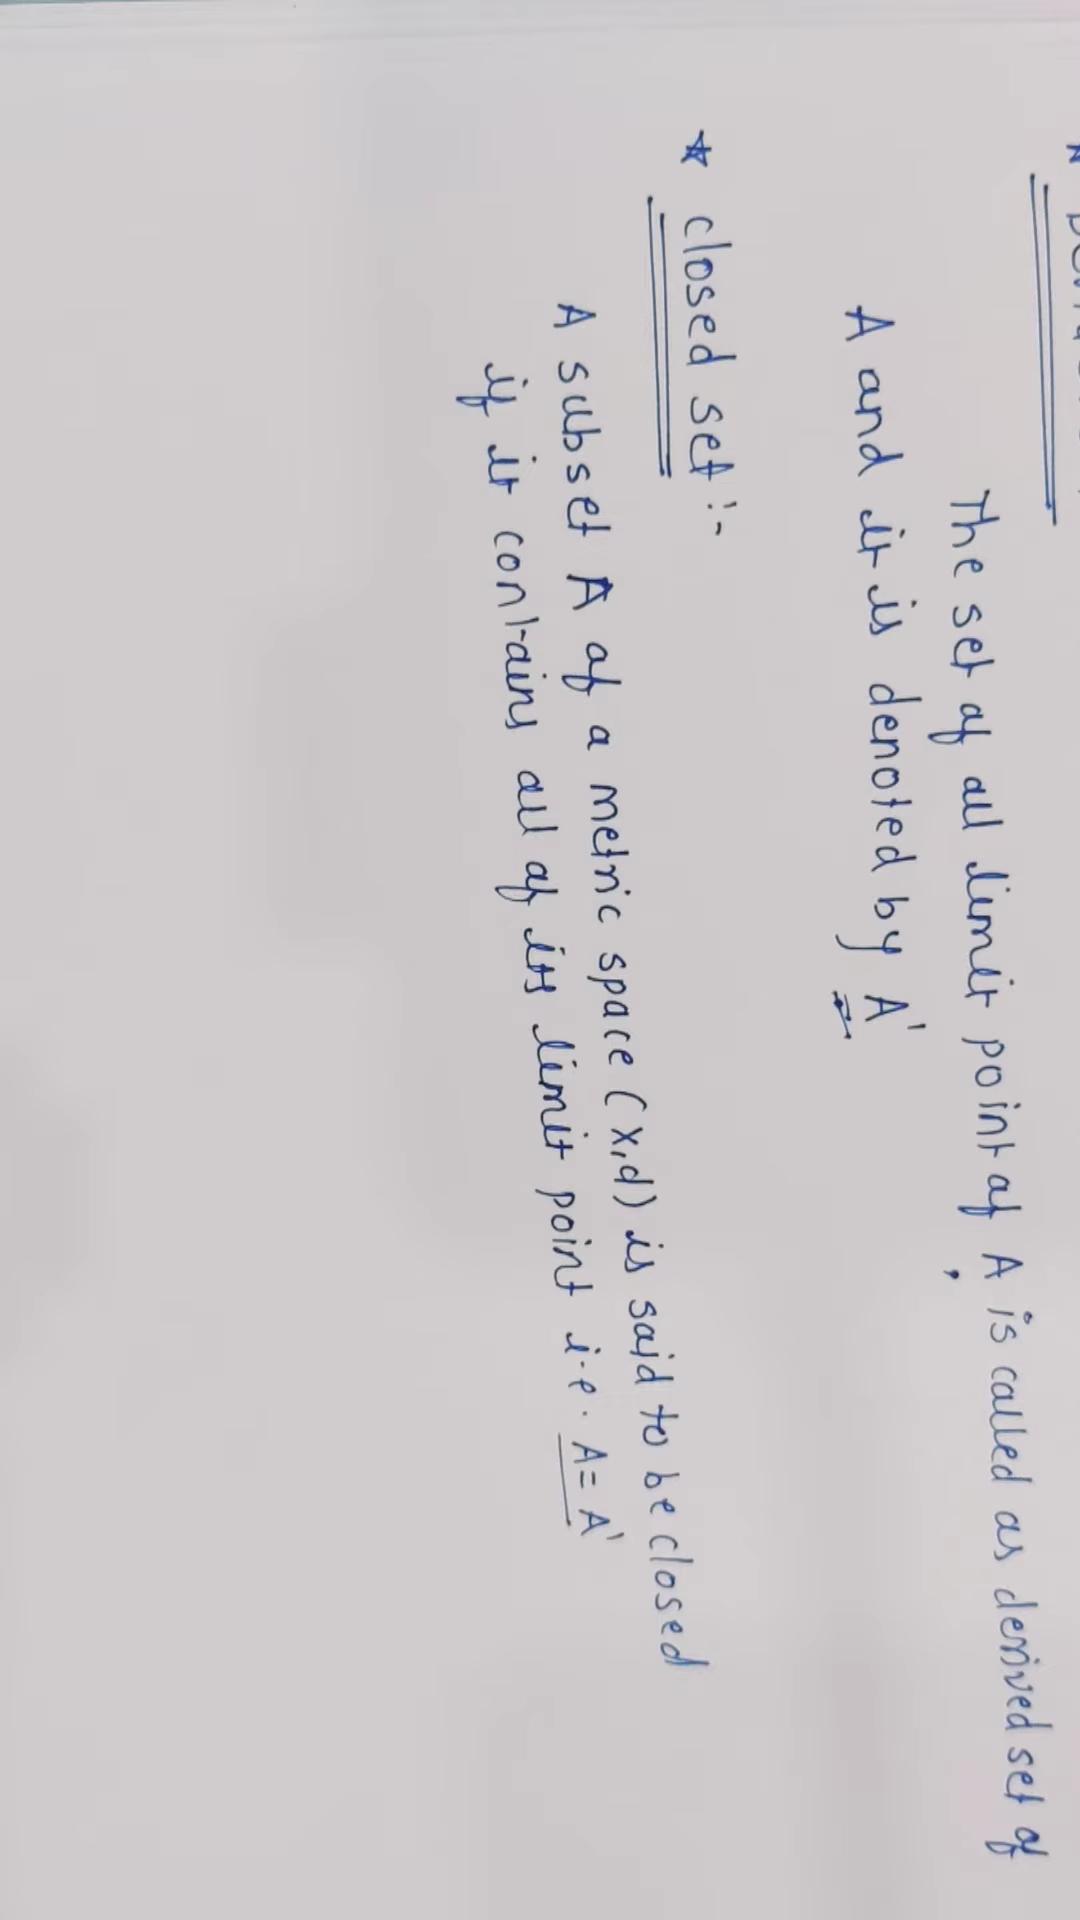 The set of all limit point of A is called as derived set of
A and it is denoted by A'
* closed set :-
A subset A of a metric space (X,d) is said to be closed
if it contains all of its limit point i.e. A = A'